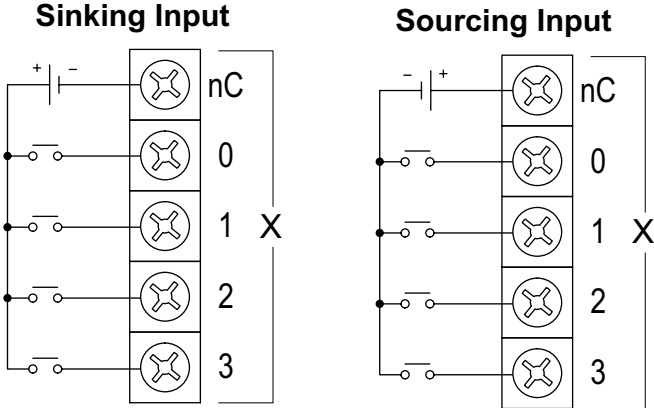 Sinking Input
+ –
nC
0
1
2
3
X
Sourcing Input
– +
nC
0
1
2
3
X